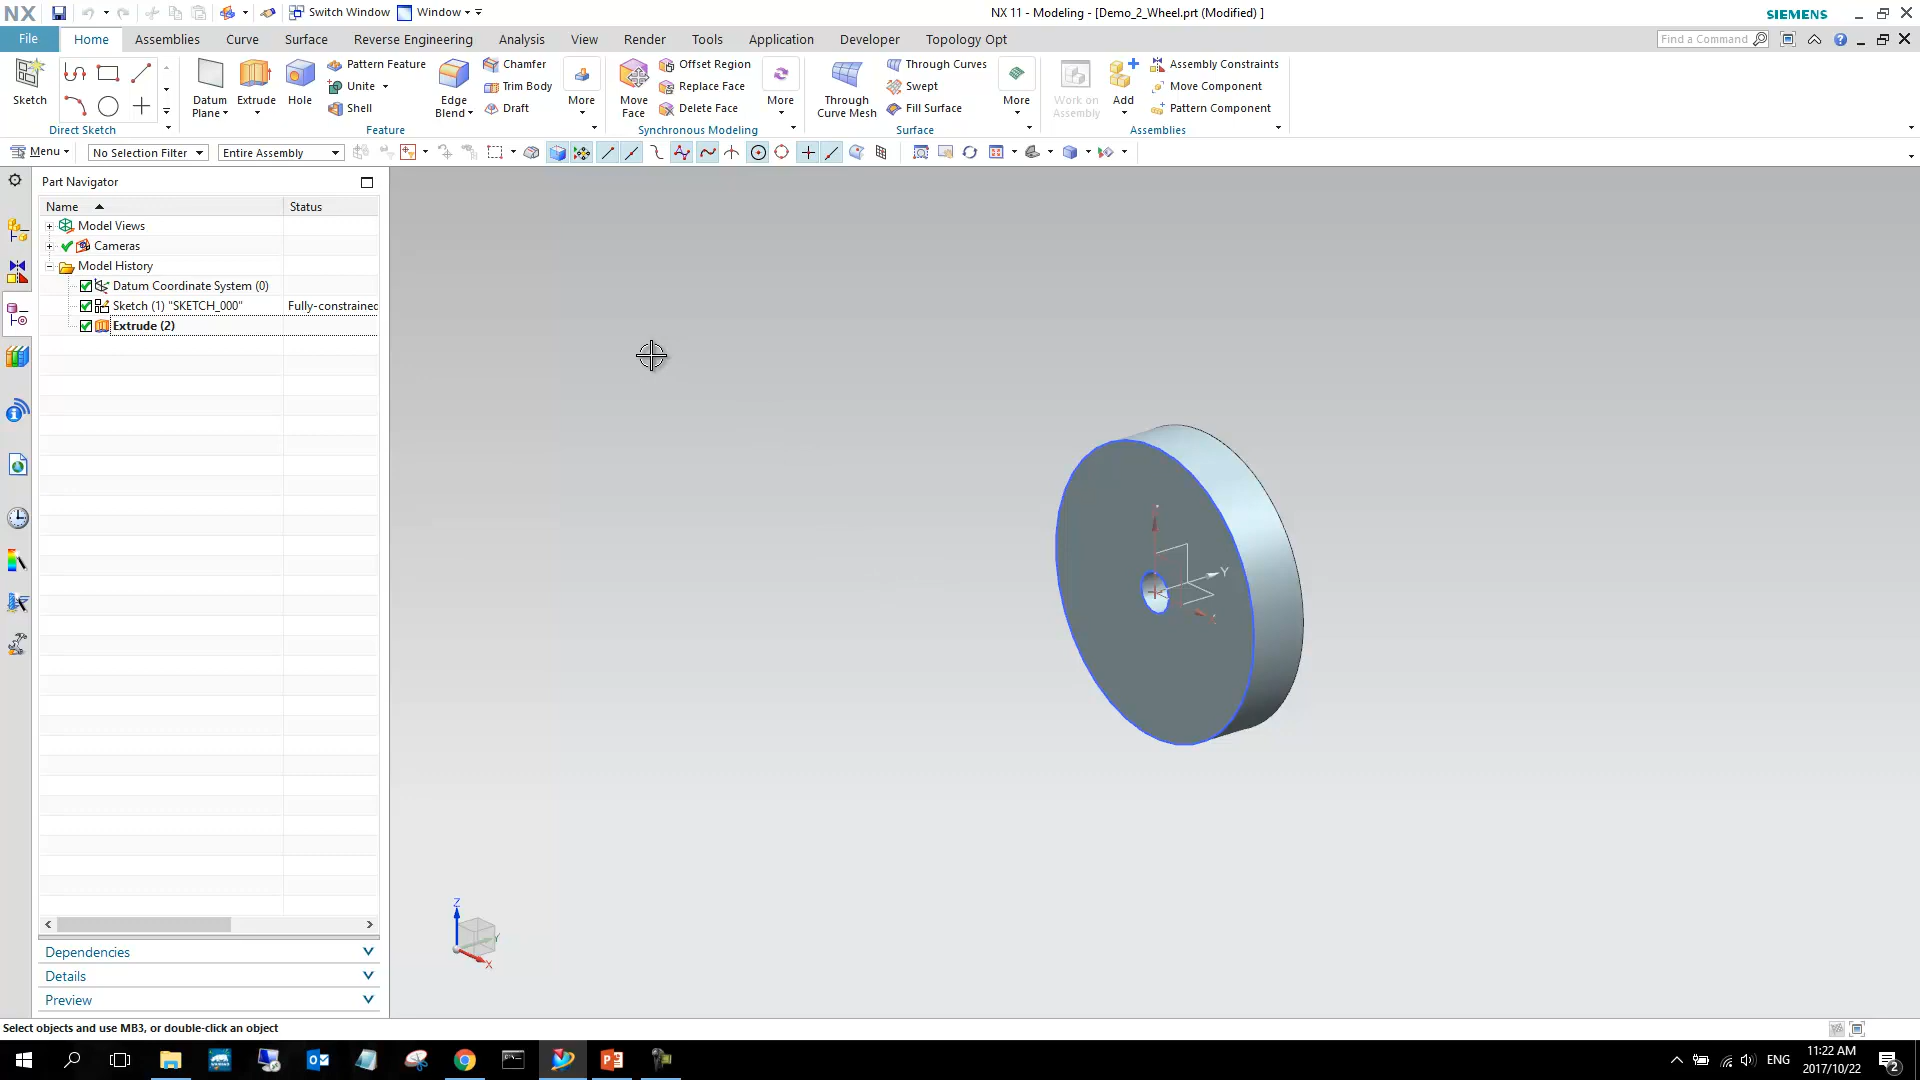 NX Switch Window Window NX 11 - Modeling - [Demo_2_Wheel.prt (Modified) ] SIEMENS
File Home Assemblies Curve Surface Reverse Engineering Analysis View Render Tools Application Developer Topology Opt Find a Command
Sketch
Datum Plane
Extrude
Hole
Pattern Feature
Unite
Shell
Edge Blend
Chamfer
Trim Body
Draft
More
Move Face
Offset Region
Replace Face
Delete Face
More
Through Curve Mesh
Through Curves
Swept
Fill Surface
More
Work on Assembly
Add
Assembly Constraints
Move Component
Pattern Component
Direct Sketch Feature Synchronous Modeling Surface Assemblies
Menu No Selection Filter Entire Assembly
Part Navigator
Name Status
Model Views
Cameras
Model History
Datum Coordinate System (0)
Sketch (1) "SKETCH_000" Fully-constrained
Extrude (2)
Y
Z
Y
X
Dependencies
Details
Preview
Select objects and use MB3, or double-click an object
ENG
11:22 AM
2017/10/22
2